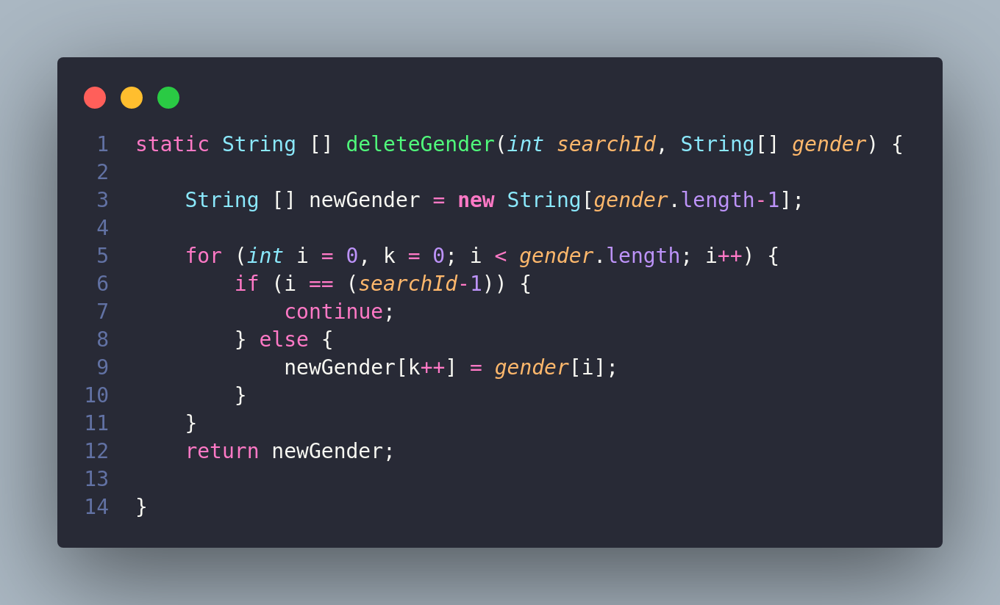 1 static String [] deleteGender(int searchId, String[] gender) {
2
3     String [] newGender = new String[gender.length-1];
4
5     for (int i = 0, k = 0; i < gender.length; i++) {
6         if (i == (searchId-1)) {
7             continue;
8         } else {
9             newGender[k++] = gender[i];
10         }
11     }
12     return newGender;
13
14 }